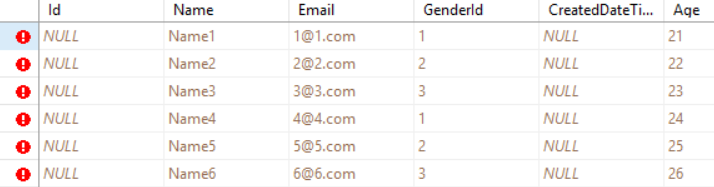 Id Name Email GenderId CreatedDateTi... Age
NULL Name1 1@1.com 1 NULL 21
NULL Name2 2@2.com 2 NULL 22
NULL Name3 3@3.com 3 NULL 23
NULL Name4 4@4.com 1 NULL 24
NULL Name5 5@5.com 2 NULL 25
NULL Name6 6@6.com 3 NULL 26